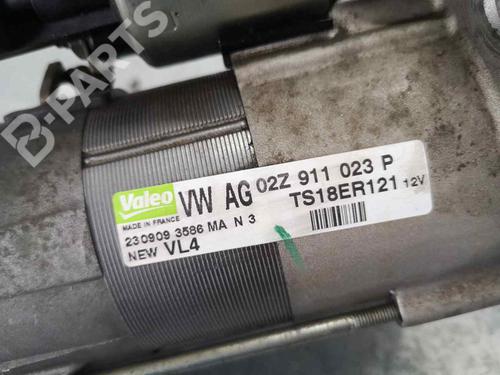 B-PARTS
Valeo VW AG 02Z 911 023 P
MADE IN FRANCE TS18ER121 12V
230909 3586 MA N 3
NEW VL4